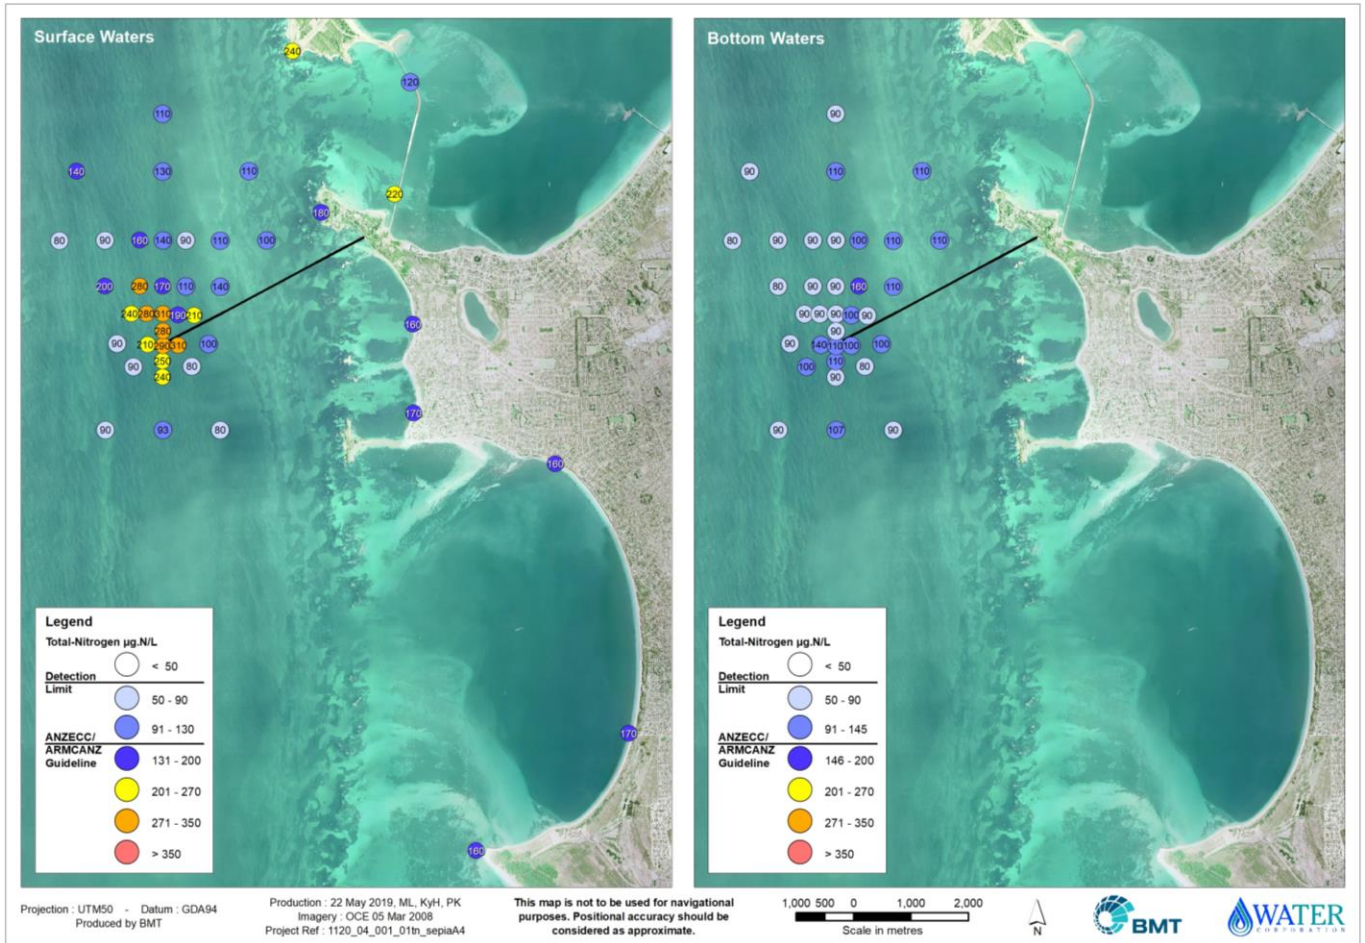 Surface Waters
240
120
110
140
130
110
220
180
80
90
160
140
90
110
100
200
280
170
110
140
240
280
310
190
210
160
280
90
210
290
310
100
250
90
80
240
170
90
93
80
160
170
160
Legend
Total-Nitrogen µg.N/L
< 50
Detection
Limit
50 - 90
91 - 130
ANZECC/
ARMCANZ
Guideline
131 - 200
201 - 270
271 - 350
> 350
Bottom Waters
90
90
110
110
80
90
90
90
100
110
110
80
90
90
160
110
90
90
90
100
90
90
90
140
110
100
100
110
100
80
90
90
107
90
Legend
Total-Nitrogen µg.N/L
< 50
Detection
Limit
50 - 90
91 - 145
ANZECC/
ARMCANZ
Guideline
146 - 200
201 - 270
271 - 350
> 350
Projection : UTM50 - Datum : GDA94
Produced by BMT
Production : 22 May 2019, ML, KyH, PK
Imagery : OCE 05 Mar 2008
Project Ref : 1120_04_001_01tn_sepiaA4
This map is not to be used for navigational
purposes. Positional accuracy should be
considered as approximate.
1,000 500 0 1,000 2,000
Scale in metres
N
BMT
WATER
CORPORATION